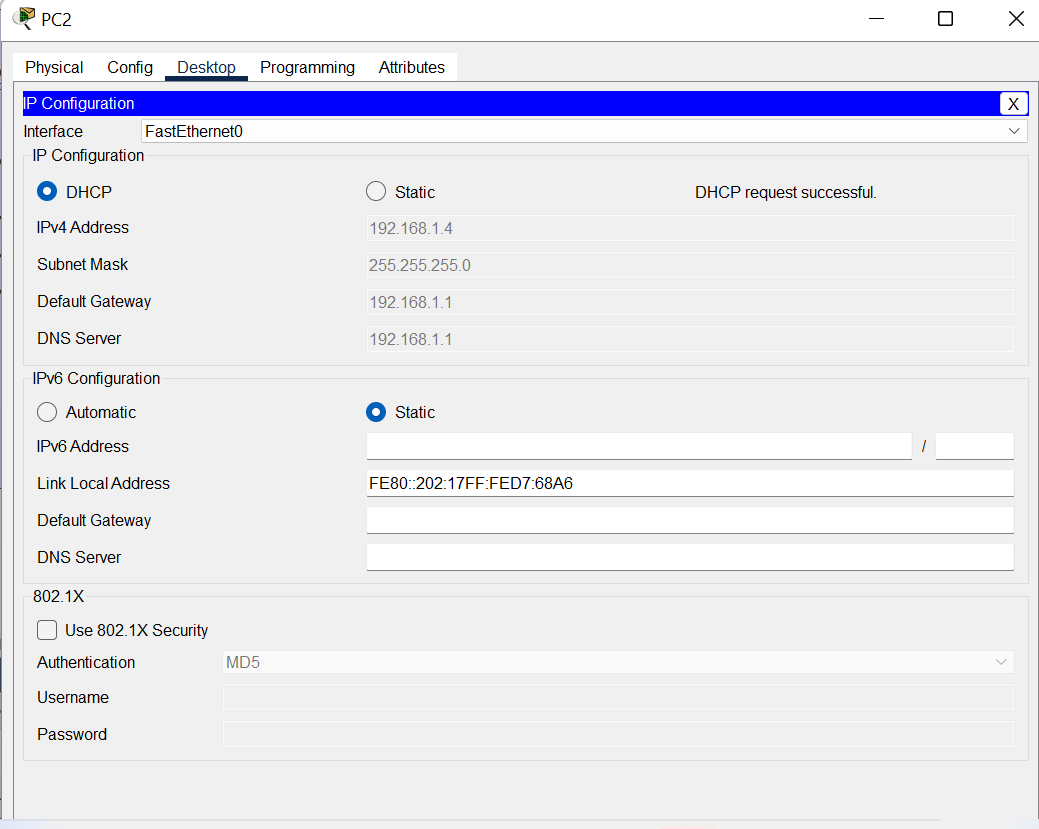 PC2
Physical Config Desktop Programming Attributes
IP Configuration X
Interface FastEthernet0
IP Configuration
DHCP Static DHCP request successful.
IPv4 Address 192.168.1.4
Subnet Mask 255.255.255.0
Default Gateway 192.168.1.1
DNS Server 192.168.1.1
IPv6 Configuration
Automatic Static
IPv6 Address /
Link Local Address FE80::202:17FF:FED7:68A6
Default Gateway
DNS Server
802.1X
Use 802.1X Security
Authentication MD5
Username
Password